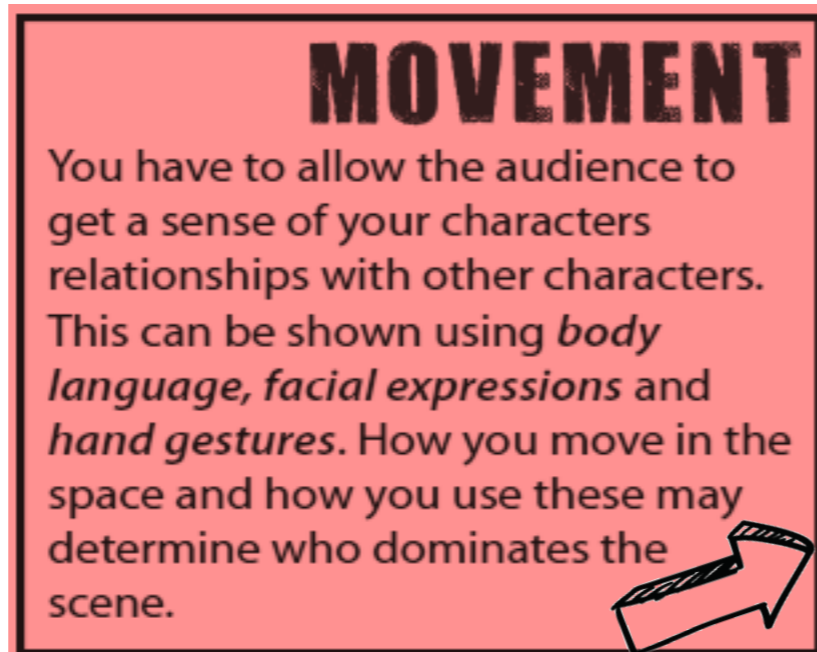 MOVEMENT
You have to allow the audience to
get a sense of your characters
relationships with other characters.
This can be shown using body
language, facial expressions and
hand gestures. How you move in the
space and how you use these may
determine who dominates the
scene.